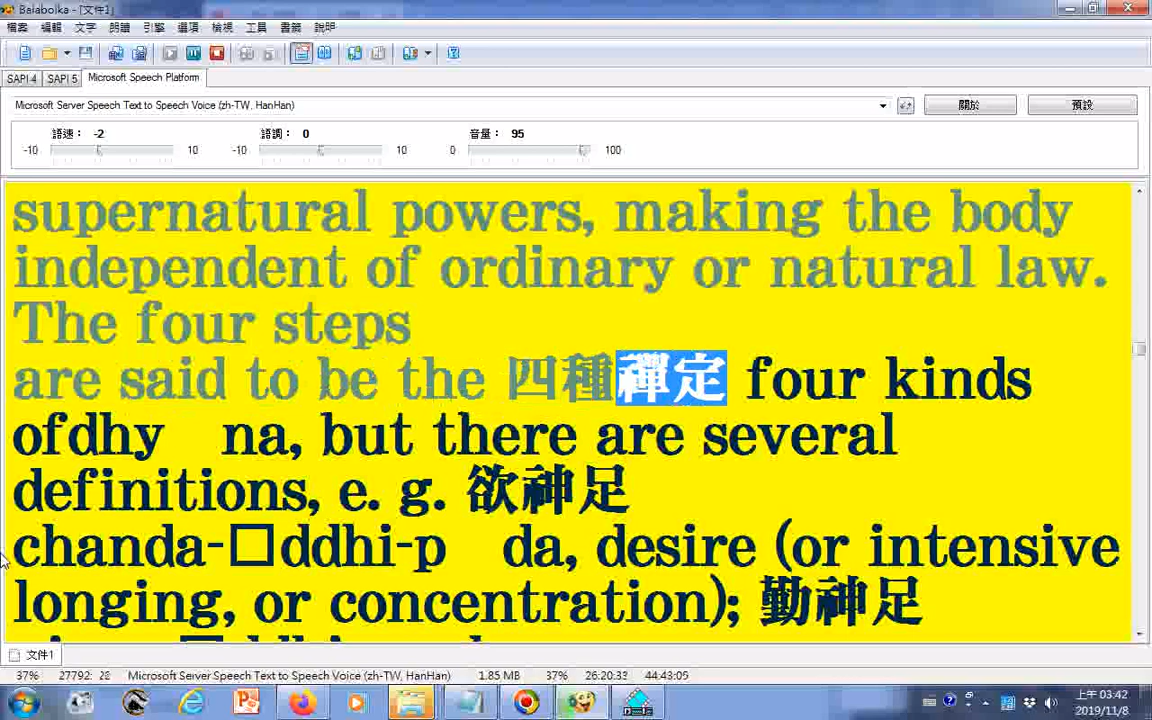 Balabolka - [文件1]
檔案 編輯 文字 朗讀 引擎 選項 檢視 工具 書籤 說明
SAPI 4 SAPI 5 Microsoft Speech Platform
Microsoft Server Speech Text to Speech Voice (zh-TW, HanHan) 關於 預設
語速： -2 語調： 0 音量： 95
-10 10 -10 10 0 100
supernatural powers, making the body
independent of ordinary or natural law.
The four steps
are said to be the 四種禪定 four kinds
ofdhy na, but there are several
definitions, e. g. 欲神足
chanda-□ddhi-p da, desire (or intensive
longing, or concentration); 勤神足
文件1
37% 27792: 22 Microsoft Server Speech Text to Speech Voice (zh-TW, HanHan) 1.85 MB 37% 26:20:33 44:43:05
上午 03:42
2019/11/8